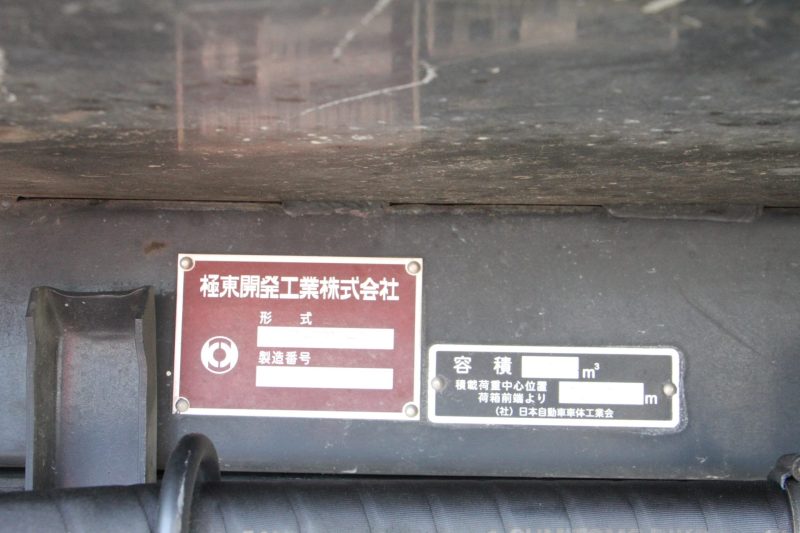 極東開発工業株式会社
形 式
製造番号
容 積 m³
積載荷重中心位置
荷箱前端より m
（社）日本自動車車体工業会